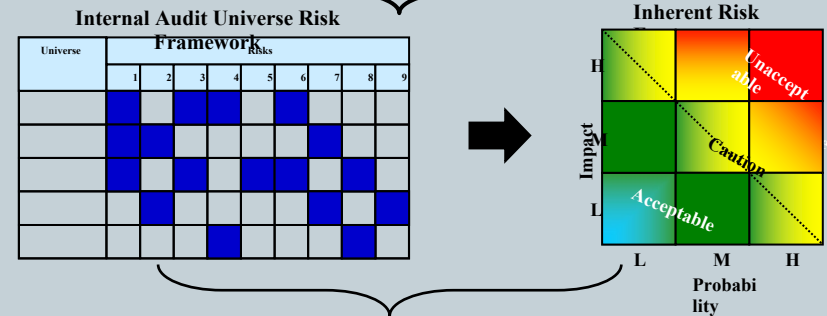 Internal Audit Universe Risk
Framework
Universe
Risks
1 2 3 4 5 6 7 8 9
Inherent Risk
H
M
L
Impact
Unaccept
able
Caution
Acceptable
L M H
Probabi
lity